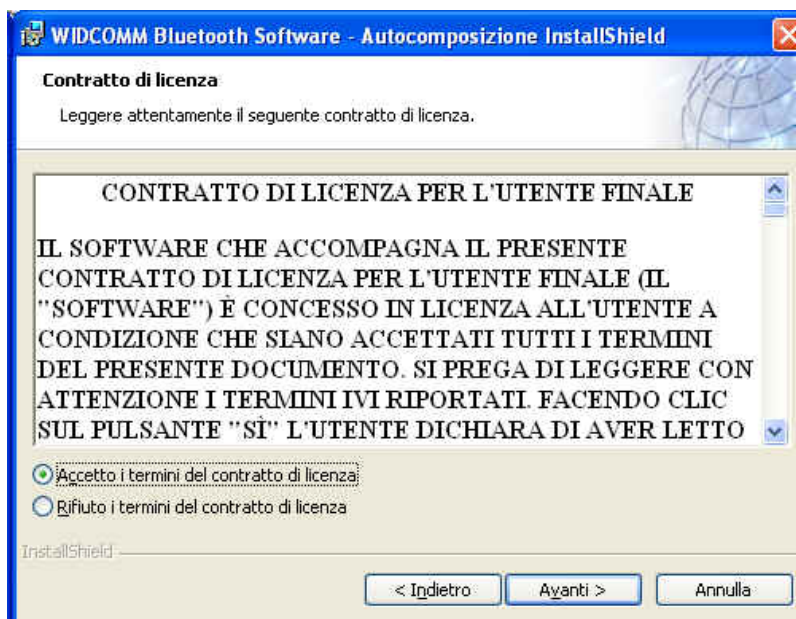 WIDCOMM Bluetooth Software - Autocomposizione InstallShield
Contratto di licenza
Leggere attentamente il seguente contratto di licenza.
CONTRATTO DI LICENZA PER L'UTENTE FINALE
IL SOFTWARE CHE ACCOMPAGNA IL PRESENTE
CONTRATTO DI LICENZA PER L'UTENTE FINALE (IL
"SOFTWARE") È CONCESSO IN LICENZA ALL'UTENTE A
CONDIZIONE CHE SIANO ACCETTATI TUTTI I TERMINI
DEL PRESENTE DOCUMENTO. SI PREGA DI LEGGERE CON
ATTENZIONE I TERMINI IVI RIPORTATI. FACENDO CLIC
SUL PULSANTE "SÌ" L'UTENTE DICHIARA DI AVER LETTO
Accetto i termini del contratto di licenza
Rifiuto i termini del contratto di licenza
InstallShield
< Indietro Avanti > Annulla